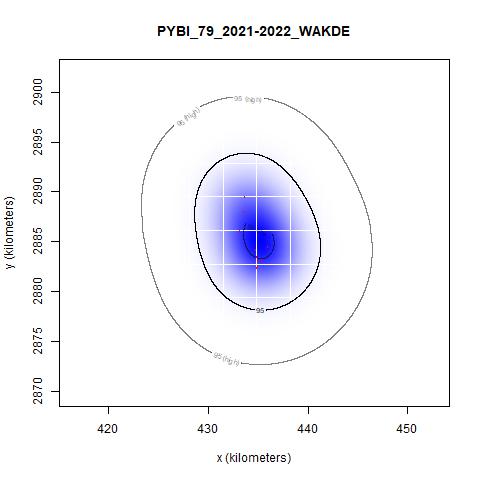 PYBI_79_2021-2022_WAKDE
y (kilometers)
2900
2895
2890
2885
2880
2875
2870
95 (high)
95 (high)
95
95 (high)
420
430
440
450
x (kilometers)